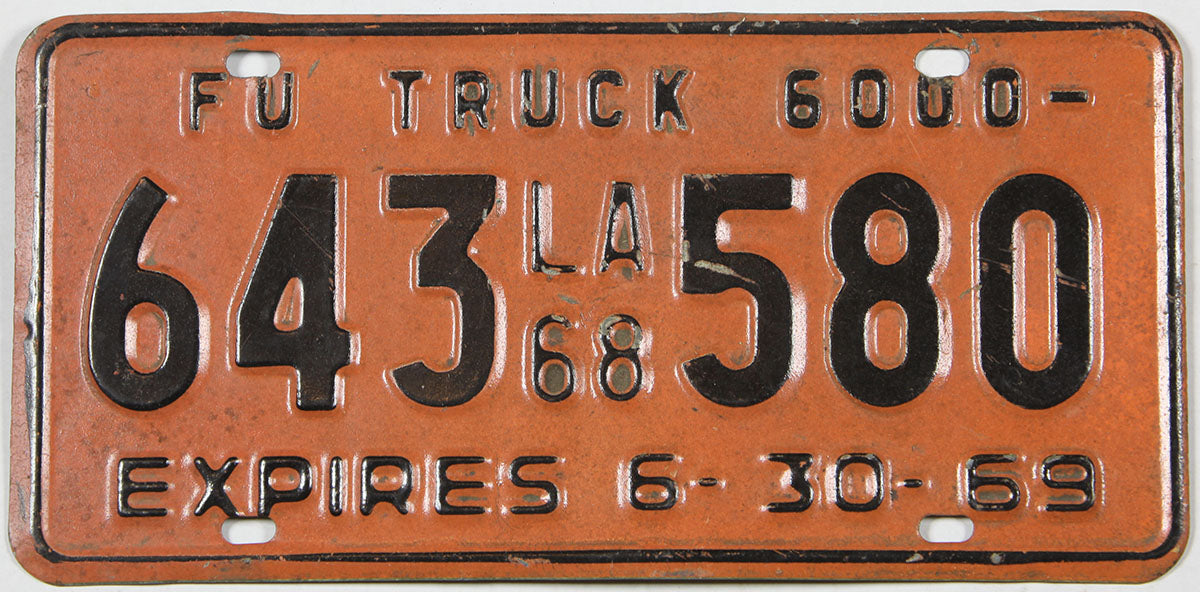 FU TRUCK 6000-
643 LA 68 580
EXPIRES 6-30-69